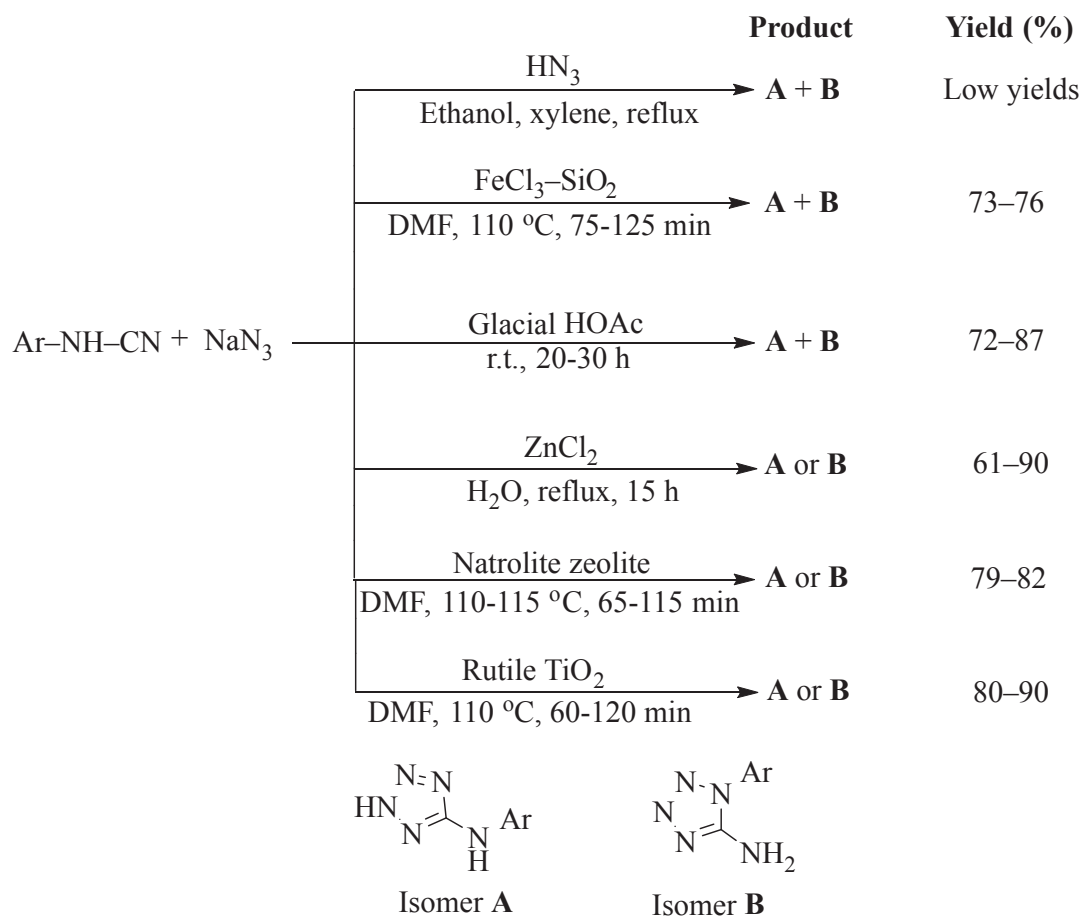 Product Yield (%)
HN₃
Ethanol, xylene, reflux
A + B
Low yields
FeCl₃–SiO₂
DMF, 110 °C, 75-125 min
A + B
73–76
Ar–NH–CN + NaN₃
Glacial HOAc
r.t., 20-30 h
A + B
72–87
ZnCl₂
H₂O, reflux, 15 h
A or B
61–90
Natrolite zeolite
DMF, 110-115 °C, 65-115 min
A or B
79–82
Rutile TiO₂
DMF, 110 °C, 60-120 min
A or B
80–90
N=N
HN
N
N
H
Ar
Isomer A
Ar
N
N
N
N
NH₂
Isomer B